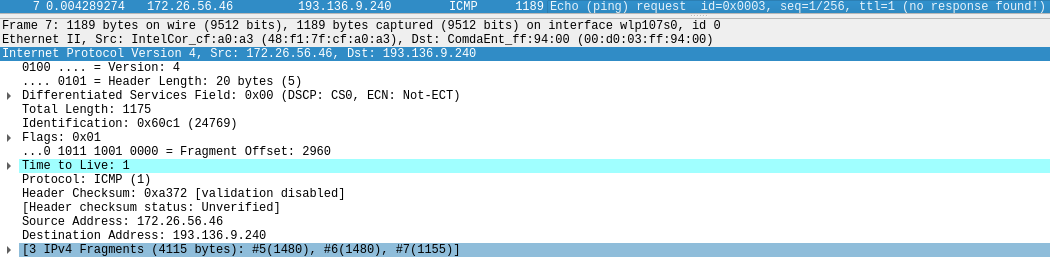 7 0.004289274 172.26.56.46 193.136.9.240 ICMP 1189 Echo (ping) request id=0x0003, seq=1/256, ttl=1 (no response found!)
Frame 7: 1189 bytes on wire (9512 bits), 1189 bytes captured (9512 bits) on interface wlp107s0, id 0
Ethernet II, Src: IntelCor_cf:a0:a3 (48:f1:7f:cf:a0:a3), Dst: ComdaEnt_ff:94:00 (00:d0:03:ff:94:00)
Internet Protocol Version 4, Src: 172.26.56.46, Dst: 193.136.9.240
0100 .... = Version: 4
.... 0101 = Header Length: 20 bytes (5)
Differentiated Services Field: 0x00 (DSCP: CS0, ECN: Not-ECT)
Total Length: 1175
Identification: 0x60c1 (24769)
Flags: 0x01
...0 1011 1001 0000 = Fragment Offset: 2960
Time to Live: 1
Protocol: ICMP (1)
Header Checksum: 0xa372 [validation disabled]
[Header checksum status: Unverified]
Source Address: 172.26.56.46
Destination Address: 193.136.9.240
[3 IPv4 Fragments (4115 bytes): #5(1480), #6(1480), #7(1155)]